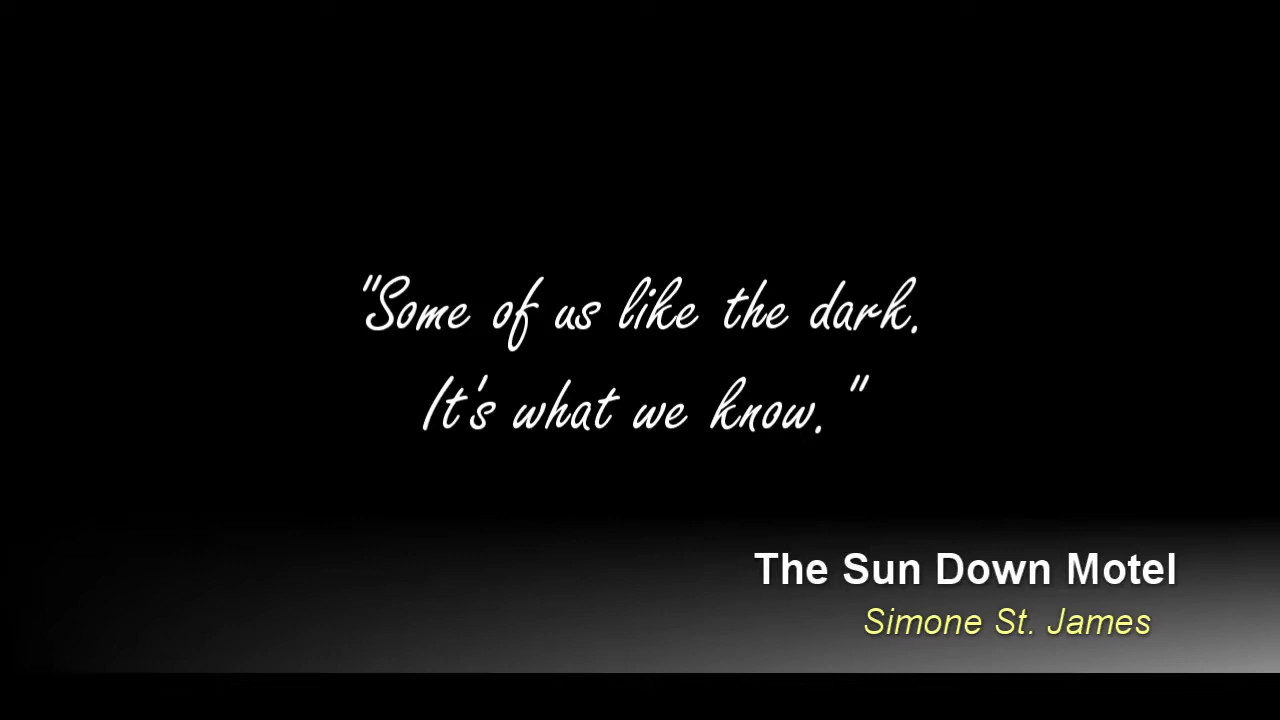 "Some of us like the dark.
It's what we know."
The Sun Down Motel
Simone St. James